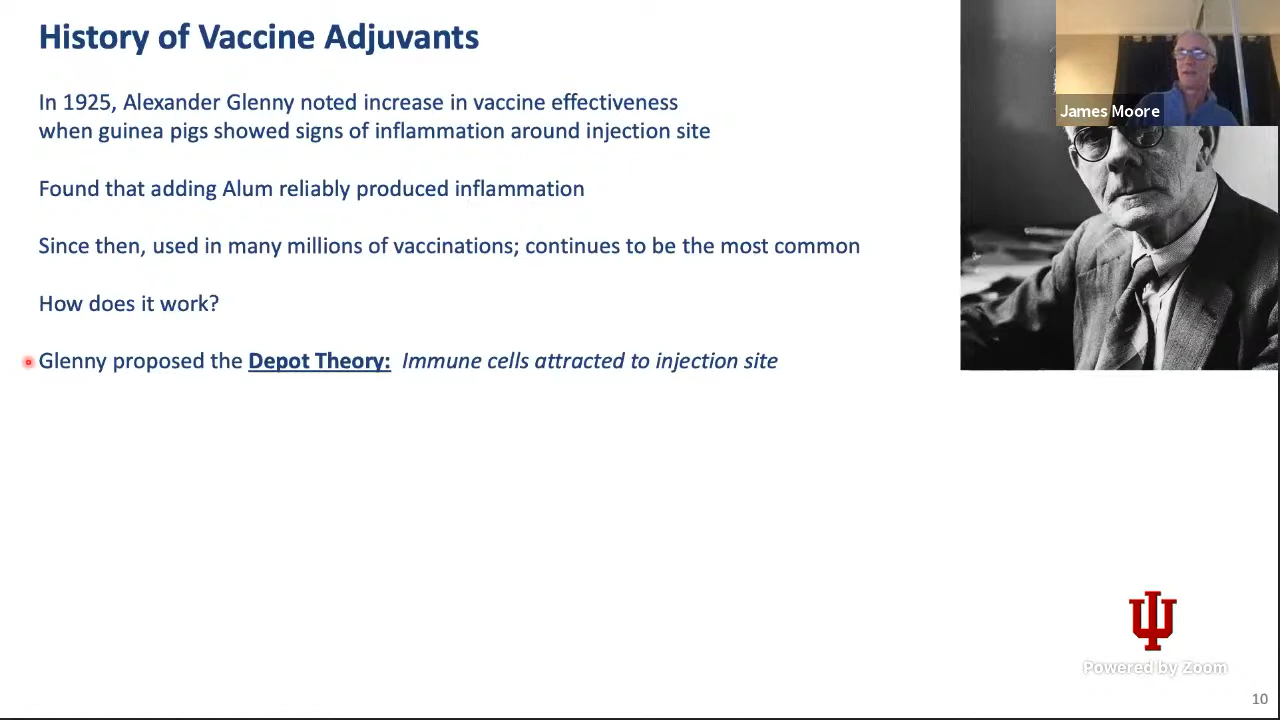 History of Vaccine Adjuvants
In 1925, Alexander Glenny noted increase in vaccine effectiveness
when guinea pigs showed signs of inflammation around injection site
Found that adding Alum reliably produced inflammation
Since then, used in many millions of vaccinations; continues to be the most common
How does it work?
Glenny proposed the Depot Theory: Immune cells attracted to injection site
James Moore
Powered by Zoom
10